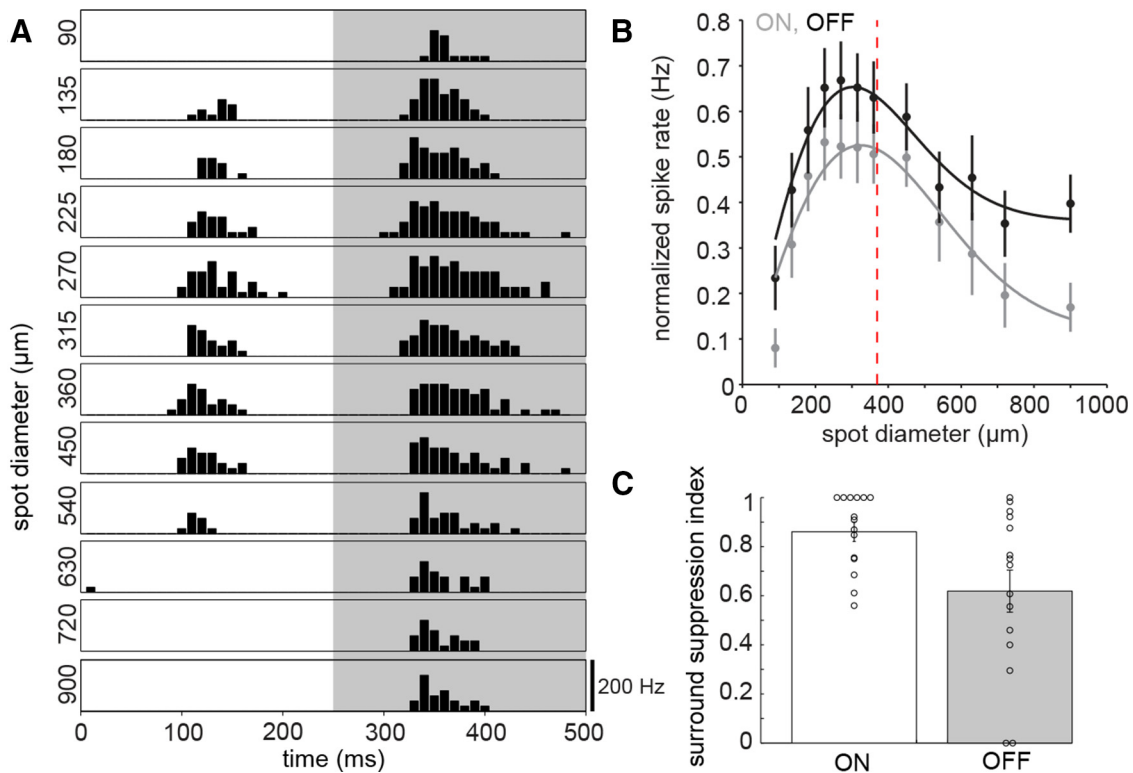 A
spot diameter (μm)
90
135
180
225
270
315
360
450
540
630
720
900
200 Hz
0 100 200 300 400 500
time (ms)
B
ON, OFF
normalized spike rate (Hz)
0.8
0.7
0.6
0.5
0.4
0.3
0.2
0.1
0
0 200 400 600 800 1000
spot diameter (μm)
C
surround suppression index
1
0.8
0.6
0.4
0.2
0
ON OFF